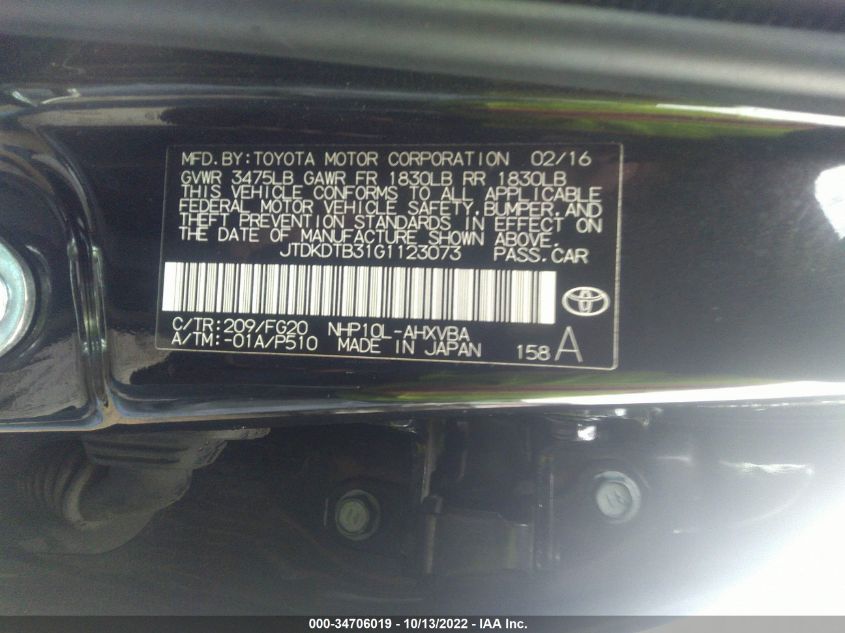 MFD.BY:TOYOTA MOTOR CORPORATION 02/16
GVWR 3475LB GAWR FR 1830LB RR 1830LB
THIS VEHICLE CONFORMS TO ALL APPLICABLE
FEDERAL MOTOR VEHICLE SAFETY,BUMPER,AND
THEFT PREVENTION STANDARDS IN EFFECT ON
THE DATE OF MANUFACTURE SHOWN ABOVE.
JTDKDTB31G1123073 PASS.CAR
C/TR:209/FG20 NHP10L-AHXVBA
A/TM:-01A/P510 MADE IN JAPAN 158 A
000-34706019 | 10/13/2022 - IAA Inc.